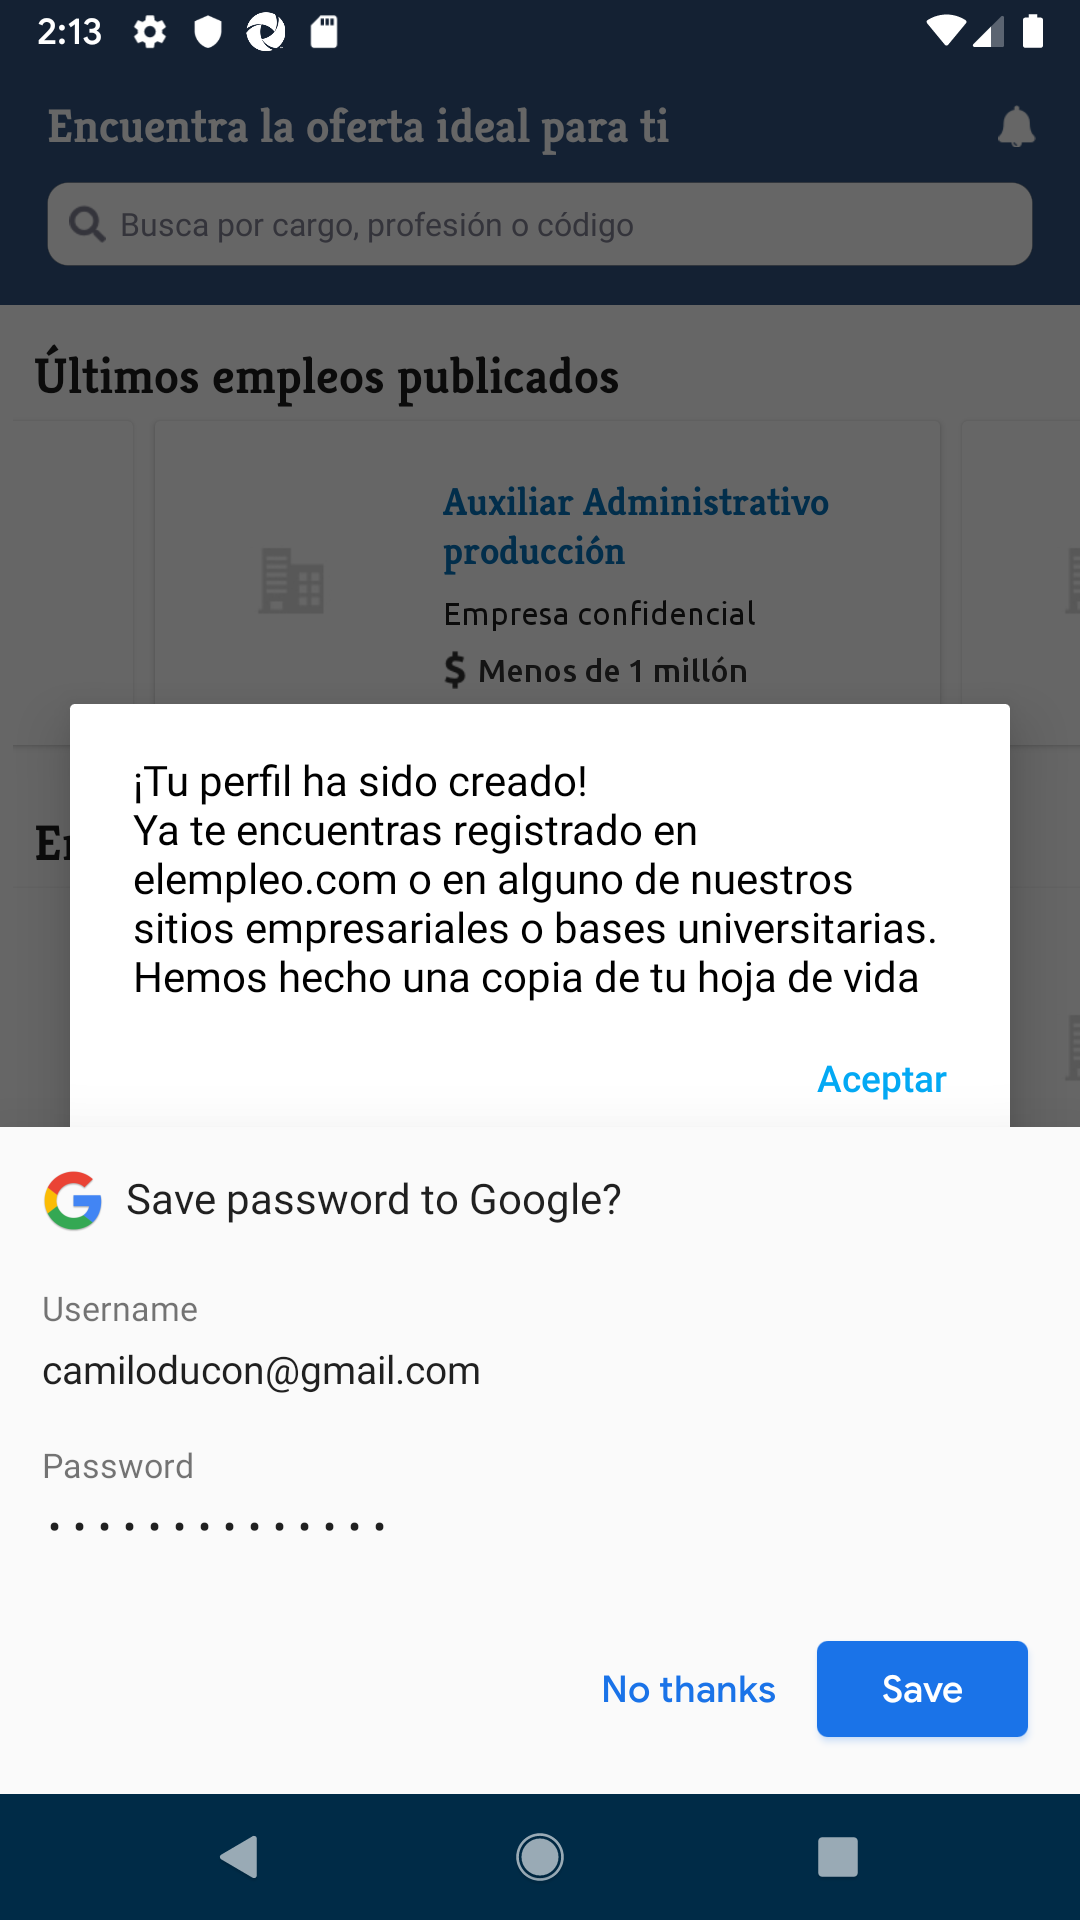 2:13
Encuentra la oferta ideal para ti
Busca por cargo, profesión o código
Últimos empleos publicados
Auxiliar Administrativo
producción
Empresa confidencial
$ Menos de 1 millón
¡Tu perfil ha sido creado!
Ya te encuentras registrado en
elempleo.com o en alguno de nuestros
sitios empresariales o bases universitarias.
Hemos hecho una copia de tu hoja de vida
Aceptar
Save password to Google?
Username
camiloducon@gmail.com
Password
••••••••••••••
No thanks
Save